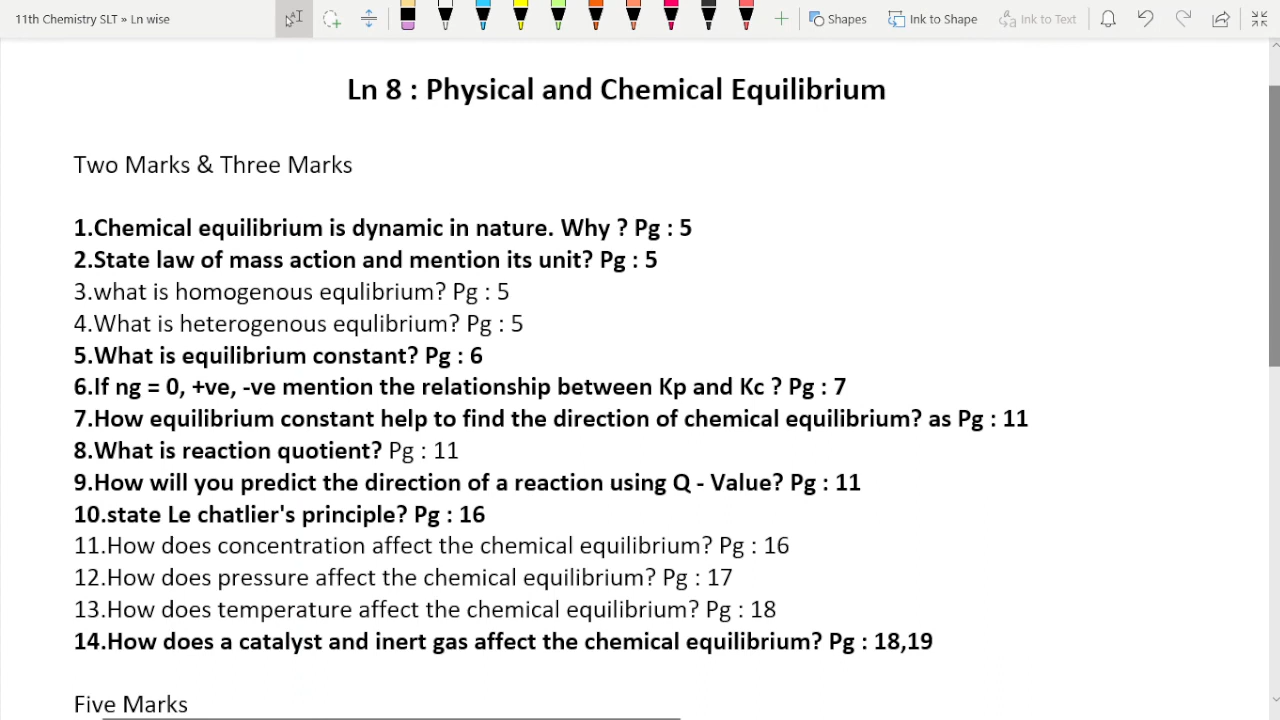 11th Chemistry SLT » Ln wise
Shapes
Ink to Shape
Ink to Text
Ln 8 : Physical and Chemical Equilibrium
Two Marks & Three Marks
1.Chemical equilibrium is dynamic in nature. Why ? Pg : 5
2.State law of mass action and mention its unit? Pg : 5
3.what is homogenous equlibrium? Pg : 5
4.What is heterogenous equlibrium? Pg : 5
5.What is equilibrium constant? Pg : 6
6.If ng = 0, +ve, -ve mention the relationship between Kp and Kc ? Pg : 7
7.How equilibrium constant help to find the direction of chemical equilibrium? as Pg : 11
8.What is reaction quotient? Pg : 11
9.How will you predict the direction of a reaction using Q - Value? Pg : 11
10.state Le chatlier's principle? Pg : 16
11.How does concentration affect the chemical equilibrium? Pg : 16
12.How does pressure affect the chemical equilibrium? Pg : 17
13.How does temperature affect the chemical equilibrium? Pg : 18
14.How does a catalyst and inert gas affect the chemical equilibrium? Pg : 18,19
Five Marks